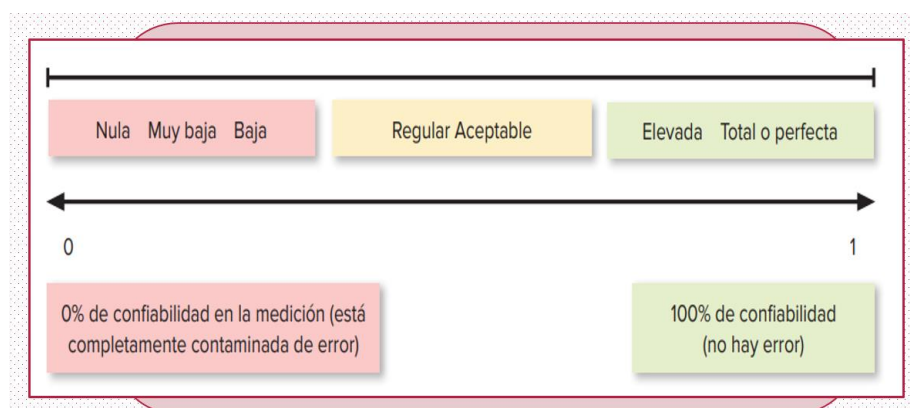 Nula Muy baja Baja
Regular Aceptable
Elevada Total o perfecta
0
1
0% de confiabilidad en la medición (está
completamente contaminada de error)
100% de confiabilidad
(no hay error)